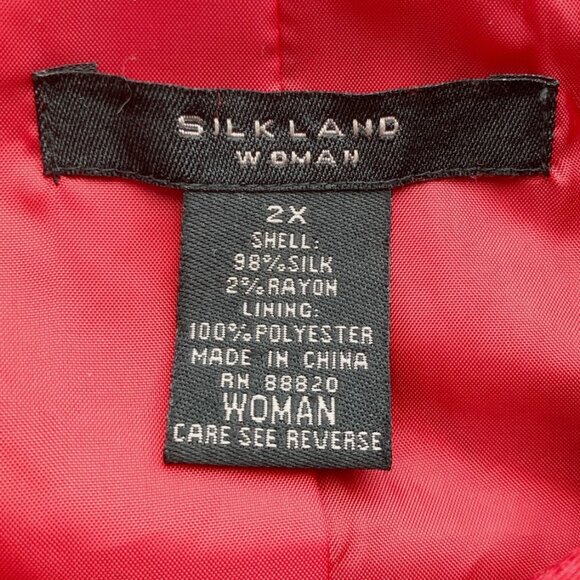 SILKLAND
WOMAN
2X
SHELL:
98%SILK
2%RAYON
LINING:
100%POLYESTER
MADE IN CHINA
RN 88820
WOMAN
CARE SEE REVERSE